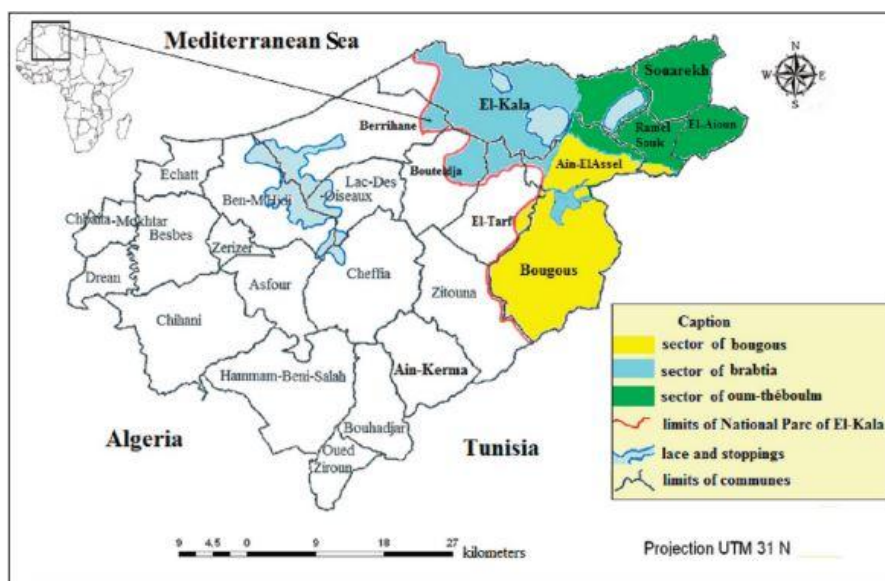 Mediterranean Sea
N
W
E
S
Souarekh
El-Kala
Berrihane
Ramel
Souk
El-Aioun
Echatt
Bouteldja
Ain-ElAssel
Ben-M'Hidi
Lac-Des
-Oiseaux
Chbaita-Mokhtar
Besbes
El-Tarf
Zerizer
Bougous
Drean
Asfour
Cheffia
Zitouna
Chihani
Caption
sector of bougous
sector of brabtia
sector of oum-théboulm
limits of National Parc of El-Kala
lace and stoppings
limits of communes
Hammam-Beni-Salah
Ain-Kerma
Algeria
Bouhadjar
Tunisia
Oued
Ziroun
9 4,5 0 9 18 27
kilometers
Projection UTM 31 N